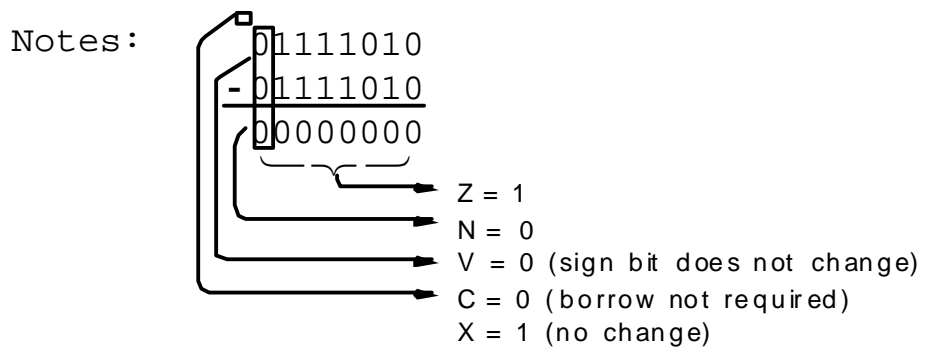 Notes:
01111010
- 01111010
00000000
Z = 1
N = 0
V = 0 (sign bit does not change)
C = 0 (borrow not required)
X = 1 (no change)